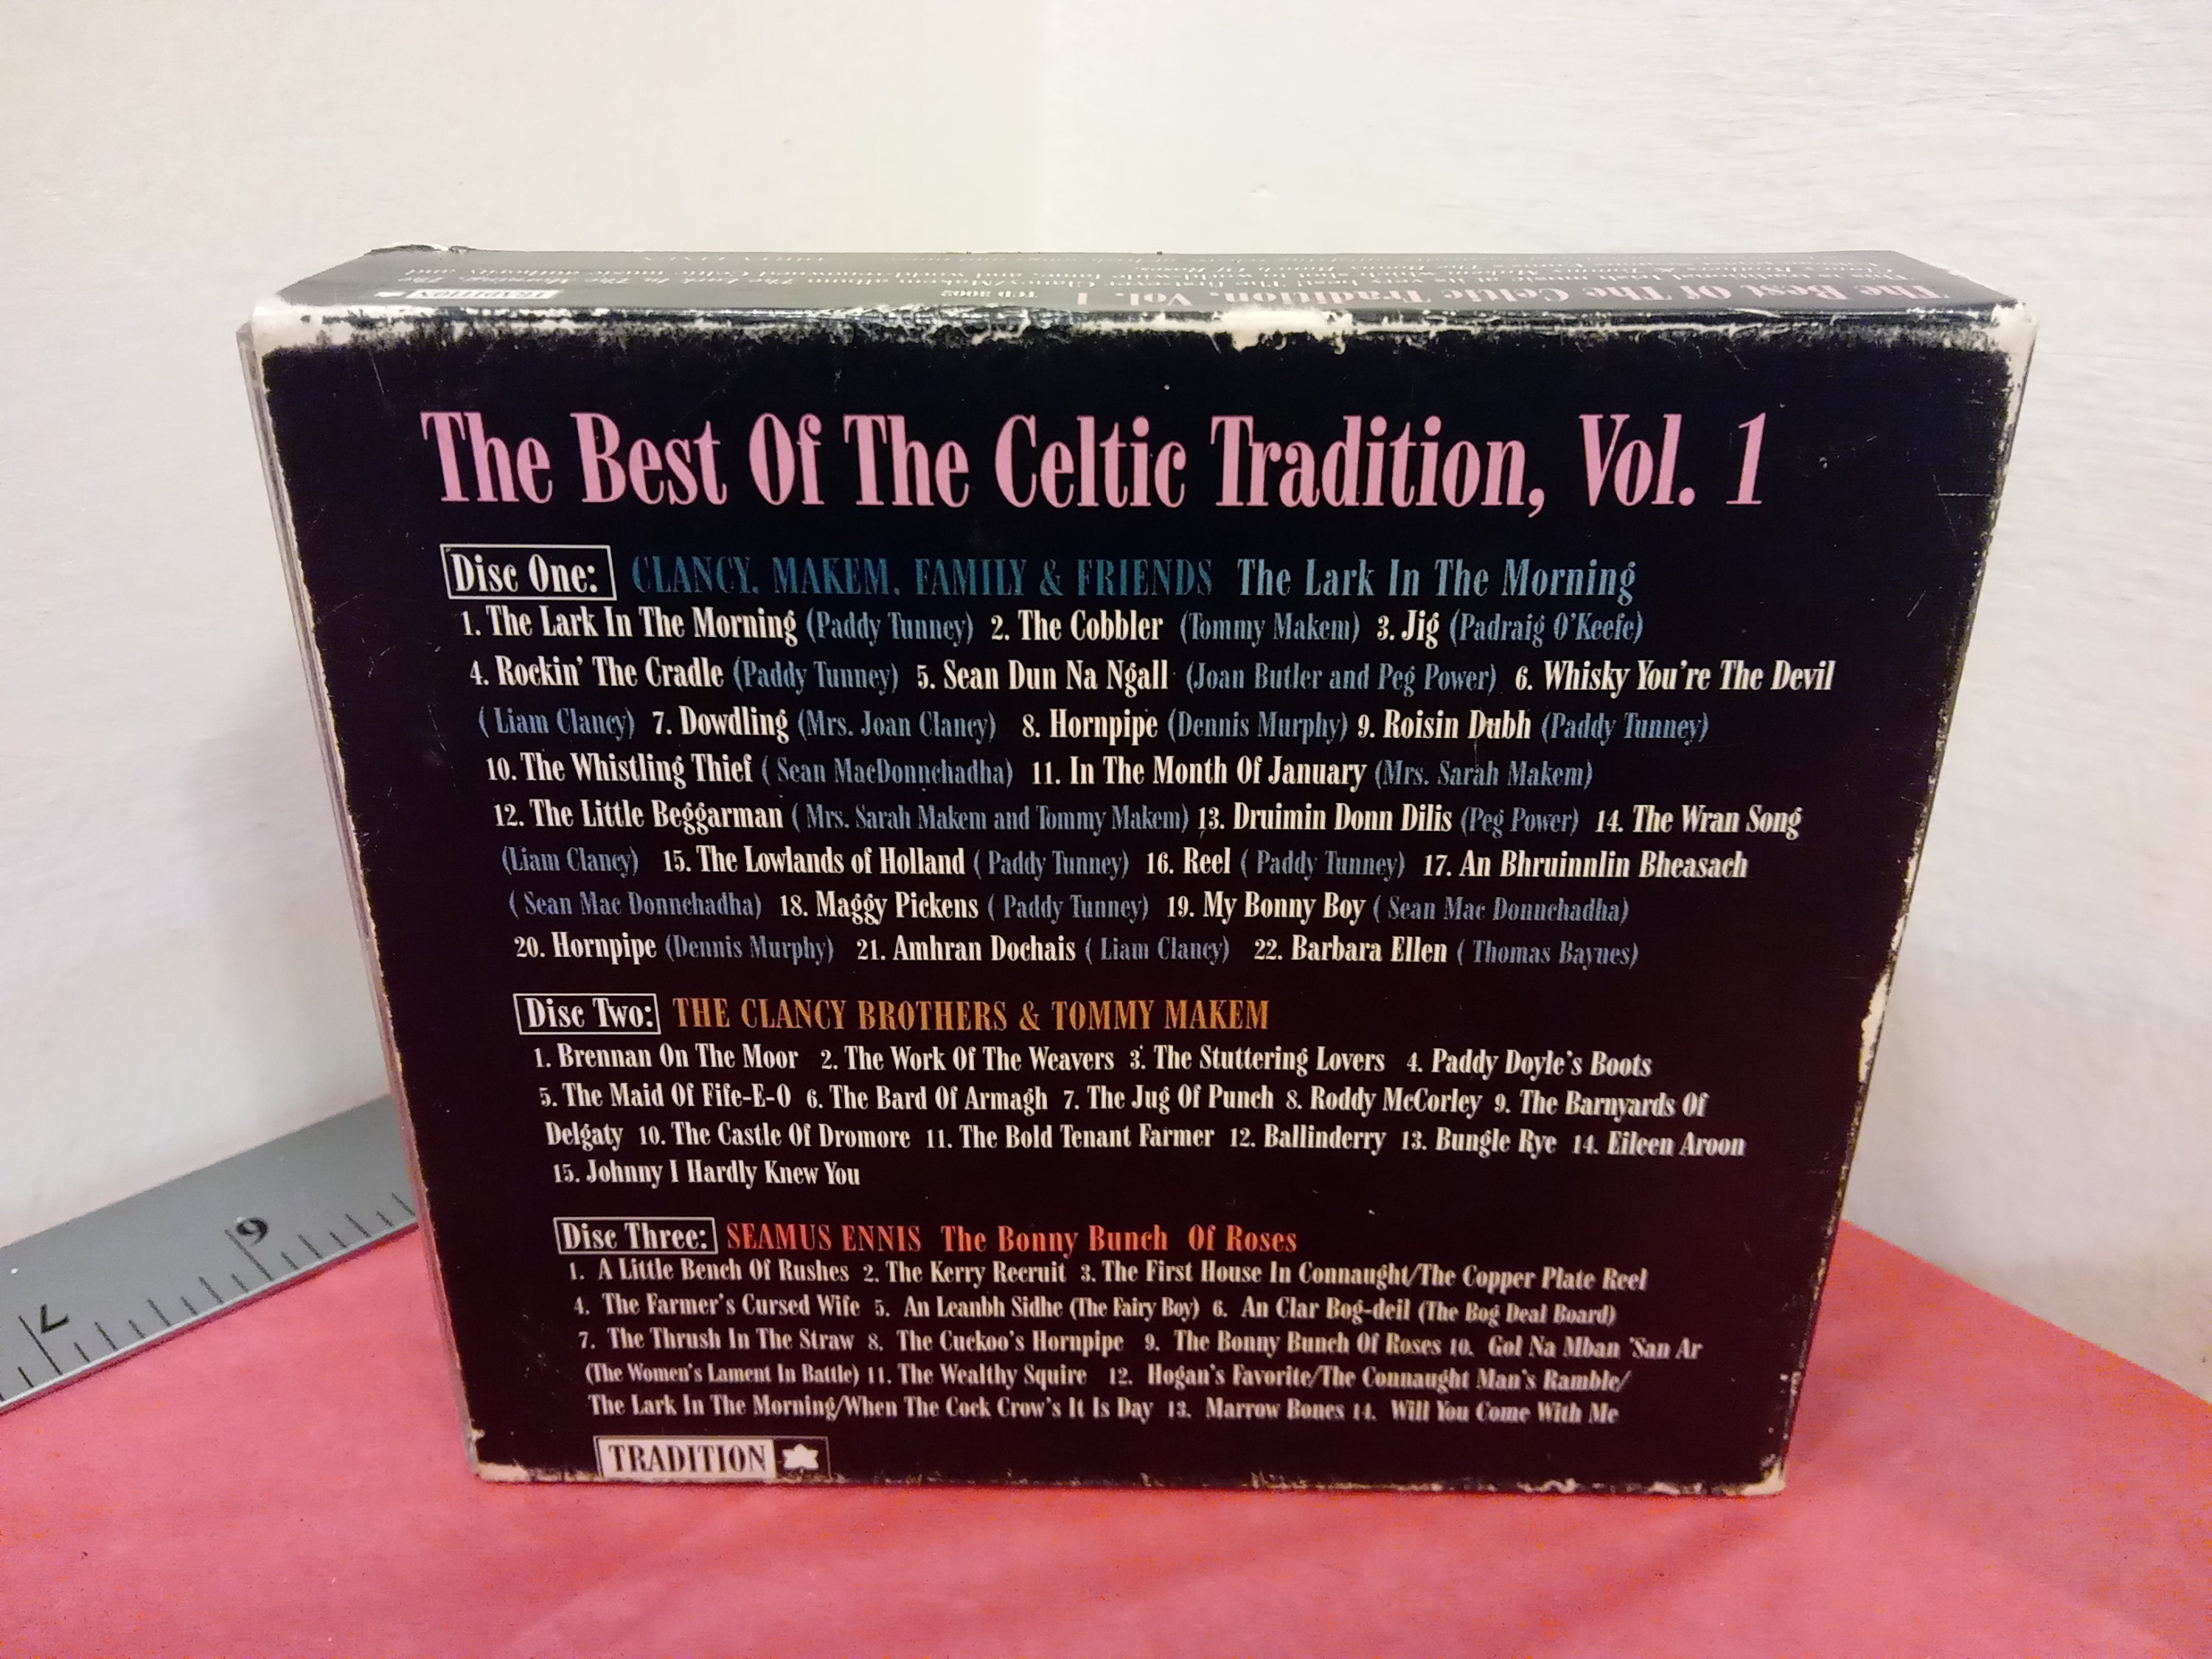 The Best Of The Celtic Tradition, Vol. 1
TCD 3002
TRADITION
The Best Of The Celtic Tradition, Vol. 1
Disc One: CLANCY, MAKEM, FAMILY & FRIENDS The Lark In The Morning
1. The Lark In The Morning (Paddy Tunney) 2. The Cobbler (Tommy Makem) 3. Jig (Padraig O'Keefe)
4. Rockin' The Cradle (Paddy Tunney) 5. Sean Dun Na Ngall (Joan Butler and Peg Power) 6. Whisky You're The Devil
( Liam Clancy) 7. Dowdling (Mrs. Joan Clancy) 8. Hornpipe (Dennis Murphy) 9. Roisin Dubh (Paddy Tunney)
10. The Whistling Thief ( Sean MacDonnchadha) 11. In The Month Of January (Mrs. Sarah Makem)
12. The Little Beggarman ( Mrs. Sarah Makem and Tommy Makem) 13. Druimin Donn Dilis (Peg Power) 14. The Wran Song
(Liam Clancy) 15. The Lowlands of Holland ( Paddy Tunney) 16. Reel ( Paddy Tunney) 17. An Bhruinnlin Bheasach
( Sean Mac Donnchadha) 18. Maggy Pickens ( Paddy Tunney) 19. My Bonny Boy ( Sean Mac Donnchadha)
20. Hornpipe (Dennis Murphy) 21. Amhran Dochais ( Liam Clancy) 22. Barbara Ellen ( Thomas Baynes)
Disc Two: THE CLANCY BROTHERS & TOMMY MAKEM
1. Brennan On The Moor 2. The Work Of The Weavers 3. The Stuttering Lovers 4. Paddy Doyle's Boots
5. The Maid Of Fife-E-O 6. The Bard Of Armagh 7. The Jug Of Punch 8. Roddy McCorley 9. The Barnyards Of
Delgaty 10. The Castle Of Dromore 11. The Bold Tenant Farmer 12. Ballinderry 13. Bungle Rye 14. Eileen Aroon
15. Johnny I Hardly Knew You
Disc Three: SEAMUS ENNIS The Bonny Bunch Of Roses
1. A Little Bench Of Rushes 2. The Kerry Recruit 3. The First House In Connaught/The Copper Plate Reel
4. The Farmer's Cursed Wife 5. An Leanbh Sidhe (The Fairy Boy) 6. An Clar Bog-deil (The Bog Deal Board)
7. The Thrush In The Straw 8. The Cuckoo's Hornpipe 9. The Bonny Bunch Of Roses 10. Gol Na Mban 'San Ar
(The Women's Lament In Battle) 11. The Wealthy Squire 12. Hogan's Favorite/The Connaught Man's Ramble/
The Lark In The Morning/When The Cock Crow's It Is Day 13. Marrow Bones 14. Will You Come With Me
TRADITION
6
7